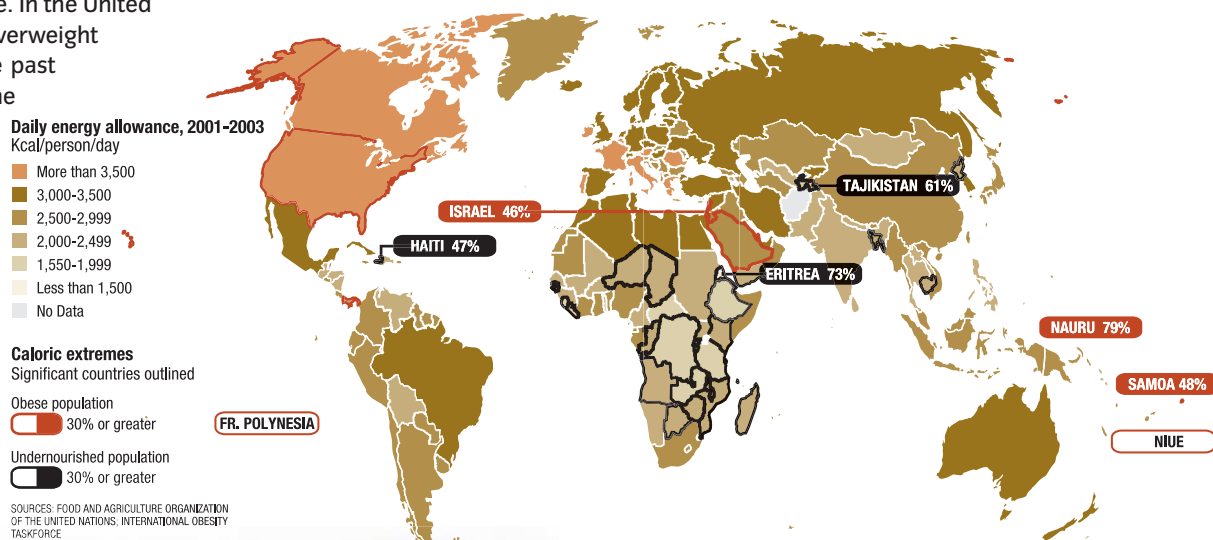 e. In the United
verweight
e past
ne
Daily energy allowance, 2001-2003
Kcal/person/day
More than 3,500
3,000-3,500
2,500-2,999
2,000-2,499
1,550-1,999
Less than 1,500
No Data
Caloric extremes
Significant countries outlined
Obese population
30% or greater
Undernourished population
30% or greater
SOURCES: FOOD AND AGRICULTURE ORGANIZATION
OF THE UNITED NATIONS; INTERNATIONAL OBESITY
TASKFORCE
FR. POLYNESIA
ISRAEL 46%
HAITI 47%
TAJIKISTAN 61%
ERITREA 73%
NAURU 79%
SAMOA 48%
NIUE